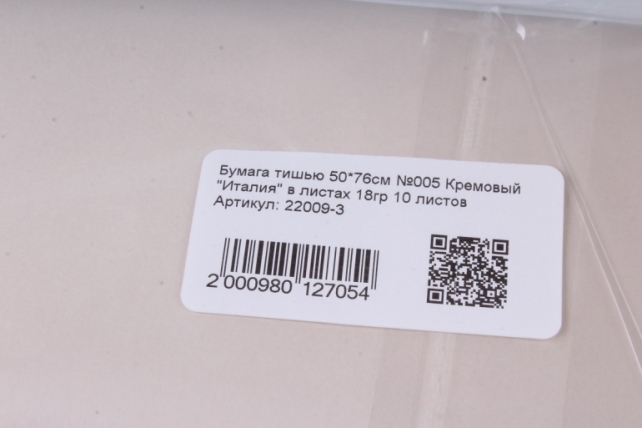 Бумага тишью 50*76см №005 Кремовый
"Италия" в листах 18гр 10 листов
Артикул: 22009-3
2 000980 127054